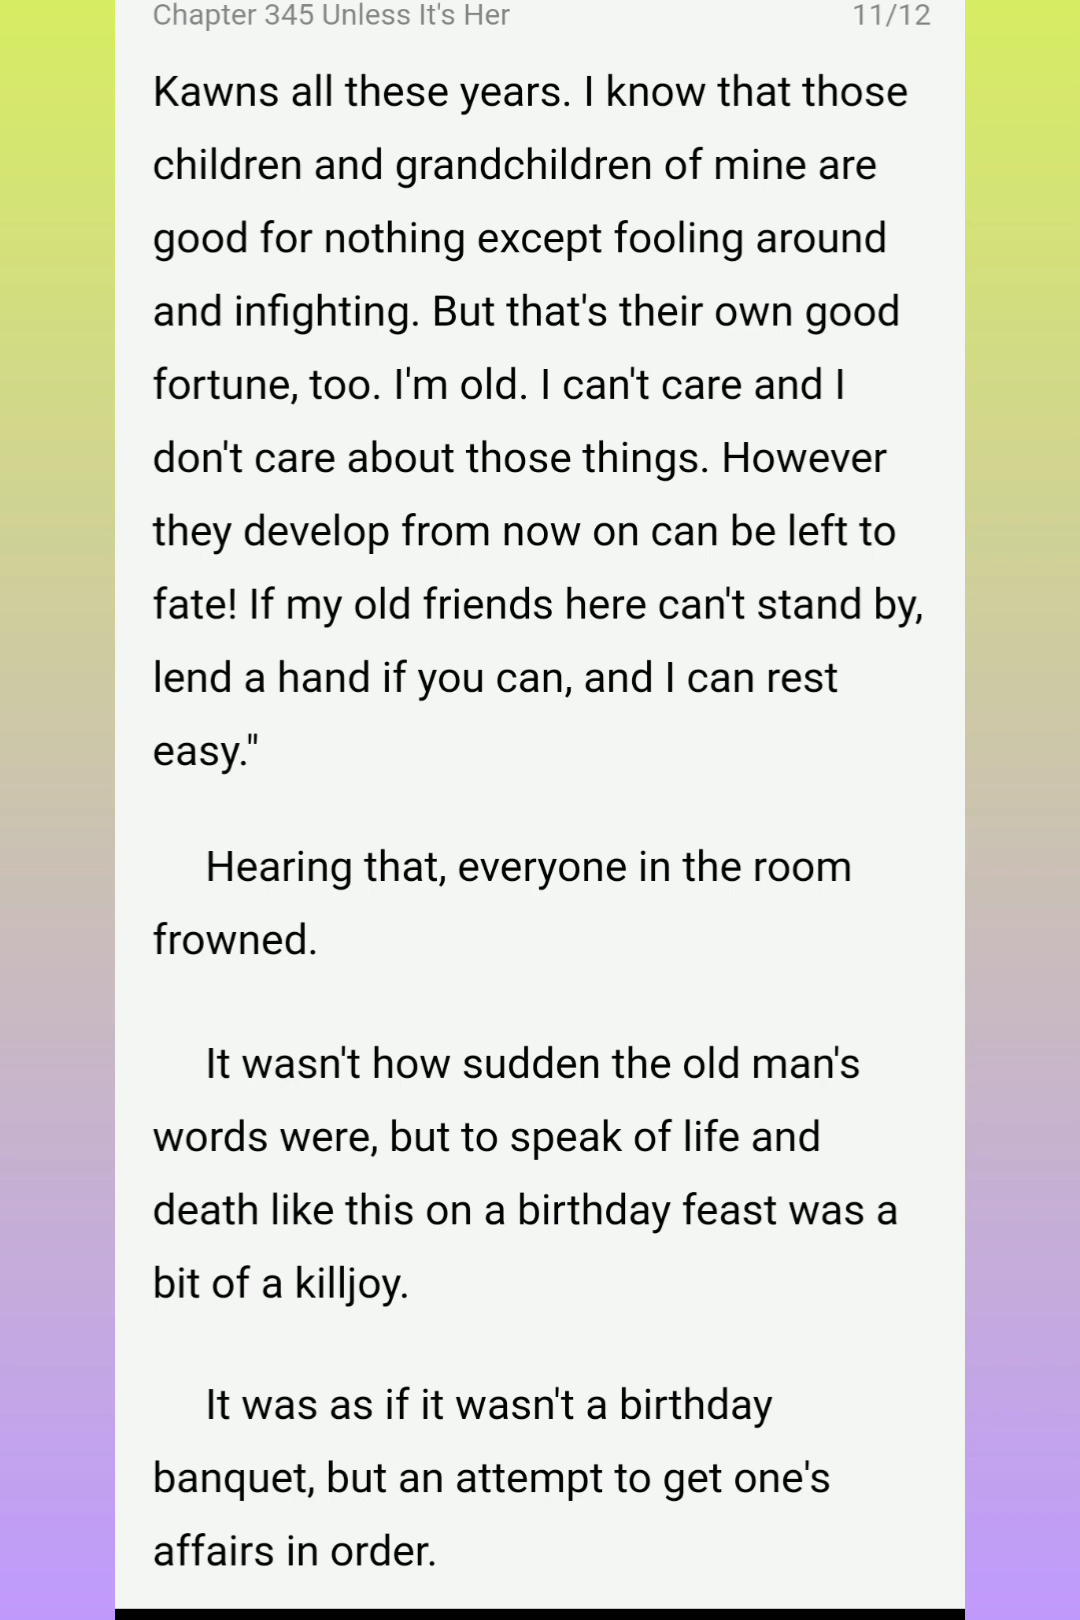 Chapter 345 Unless It's Her 11/12
Kawns all these years. I know that those
children and grandchildren of mine are
good for nothing except fooling around
and infighting. But that's their own good
fortune, too. I'm old. I can't care and I
don't care about those things. However
they develop from now on can be left to
fate! If my old friends here can't stand by,
lend a hand if you can, and I can rest
easy."
Hearing that, everyone in the room
frowned.
It wasn't how sudden the old man's
words were, but to speak of life and
death like this on a birthday feast was a
bit of a killjoy.
It was as if it wasn't a birthday
banquet, but an attempt to get one's
affairs in order.